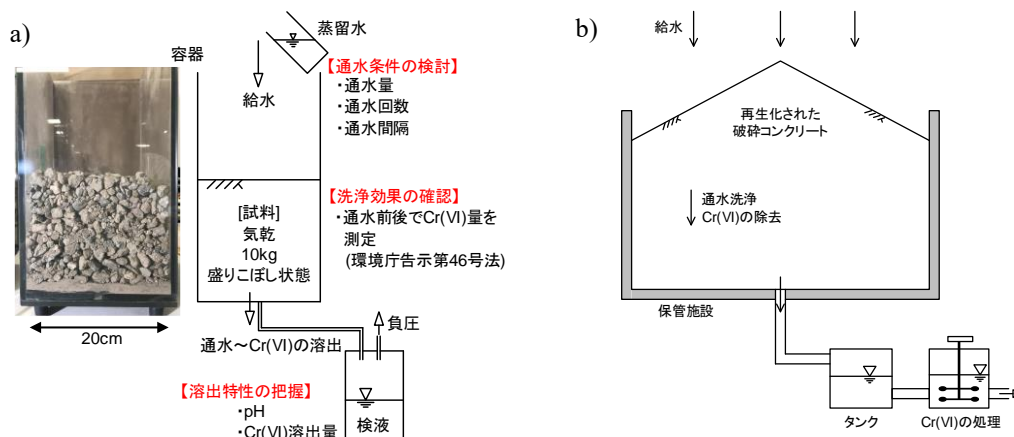 a)
容器
蒸留水
給水
【通水条件の検討】
・通水量
・通水回数
・通水間隔
【洗浄効果の確認】
・通水前後でCr(VI)量を
測定
(環境庁告示第46号法)
[試料]
気乾
10kg
盛りこぼし状態
20cm
通水～Cr(VI)の溶出
負圧
【溶出特性の把握】
・pH
・Cr(VI)溶出量
検液
b)
給水
再生化された
破砕コンクリート
通水洗浄
Cr(VI)の除去
保管施設
タンク
Cr(VI)の処理